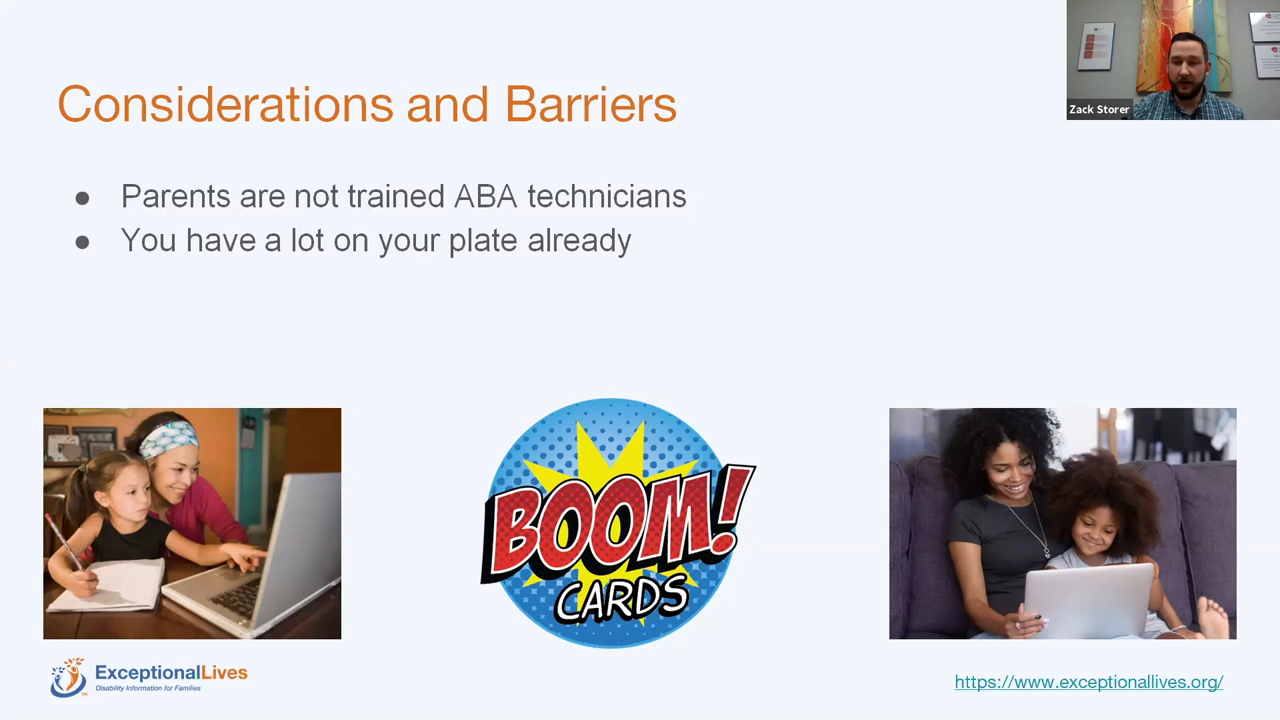 Zack Storer
Considerations and Barriers
● Parents are not trained ABA technicians
● You have a lot on your plate already
BOOM!
CARDS
ExceptionalLives
Disability Information for Families
TM
https://www.exceptionallives.org/